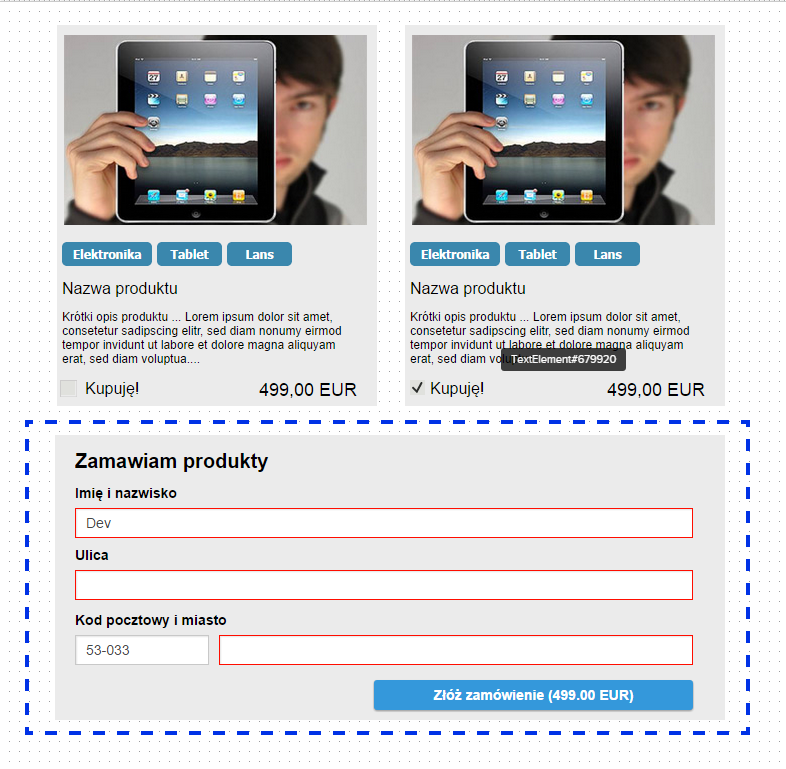 27
27
Elektronika Tablet Lans
Elektronika Tablet Lans
Nazwa produktu
Krótki opis produktu ... Lorem ipsum dolor sit amet,
consetetur sadipscing elitr, sed diam nonumy eirmod
tempor invidunt ut labore et dolore magna aliquyam
erat, sed diam voluptua....
Kupuję! 499,00 EUR
Nazwa produktu
Krótki opis produktu ... Lorem ipsum dolor sit amet,
consetetur sadipscing elitr, sed diam nonumy eirmod
tempor invidunt ut labore et dolore magna aliquyam
erat, sed diam volu
TextElement#679920
Kupuję! 499,00 EUR
Zamawiam produkty
Imię i nazwisko
Dev
Ulica
Kod pocztowy i miasto
53-033
Złóż zamówienie (499.00 EUR)